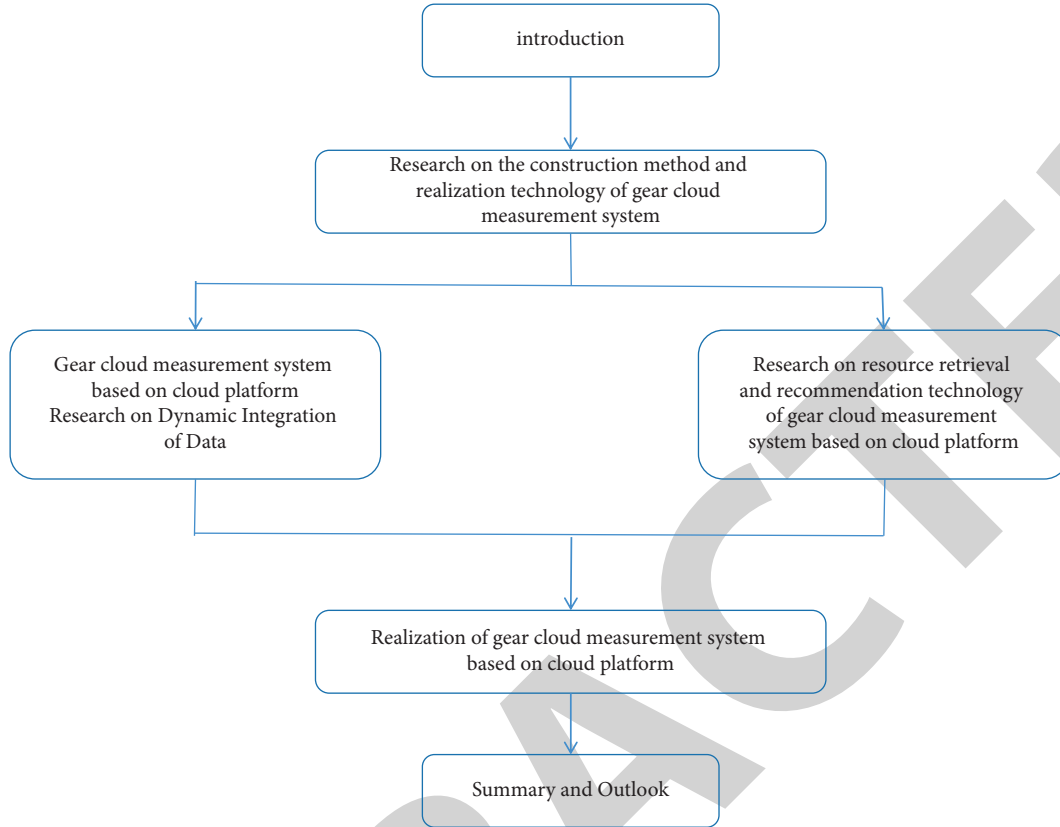 introduction
Research on the construction method and
realization technology of gear cloud
measurement system
Gear cloud measurement system
based on cloud platform
Research on Dynamic Integration
of Data
Research on resource retrieval
and recommendation technology
of gear cloud measurement
system based on cloud platform
Realization of gear cloud measurement system
based on cloud platform
Summary and Outlook
RACTE